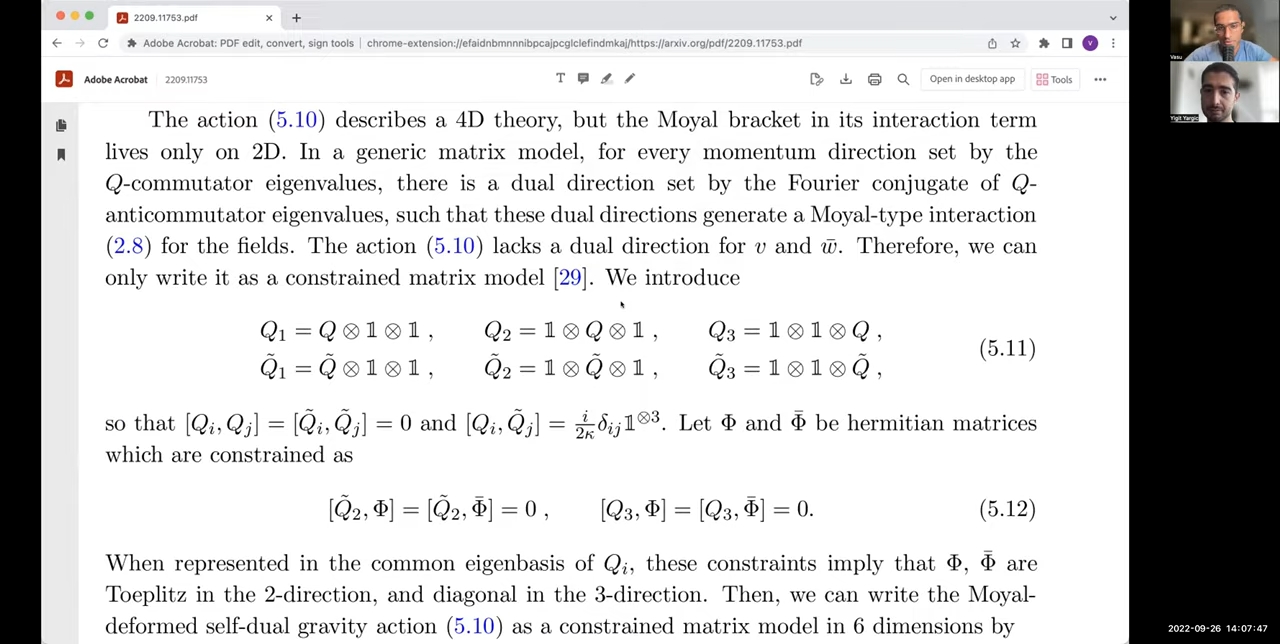 2209.11753.pdf
Adobe Acrobat: PDF edit, convert, sign tools | chrome-extension://efaidnbmnnnibpcajpcglclefindmkaj/https://arxiv.org/pdf/2209.11753.pdf
V
Adobe Acrobat 2209.11753
Open in desktop app
Tools
Vasu
Yigit Yargic
The action (5.10) describes a 4D theory, but the Moyal bracket in its interaction term
lives only on 2D. In a generic matrix model, for every momentum direction set by the
Q-commutator eigenvalues, there is a dual direction set by the Fourier conjugate of Q-
anticommutator eigenvalues, such that these dual directions generate a Moyal-type interaction
(2.8) for the fields. The action (5.10) lacks a dual direction for v and w̄. Therefore, we can
only write it as a constrained matrix model [29]. We introduce
Q₁ = Q ⊗ 𝟙 ⊗ 𝟙 , Q₂ = 𝟙 ⊗ Q ⊗ 𝟙 , Q₃ = 𝟙 ⊗ 𝟙 ⊗ Q ,
(5.11)
Q̃₁ = Q̃ ⊗ 𝟙 ⊗ 𝟙 , Q̃₂ = 𝟙 ⊗ Q̃ ⊗ 𝟙 , Q̃₃ = 𝟙 ⊗ 𝟙 ⊗ Q̃ ,
so that [Qᵢ, Qⱼ] = [Q̃ᵢ, Q̃ⱼ] = 0 and [Qᵢ, Q̃ⱼ] = i/2κ δᵢⱼ𝟙^⊗3. Let Φ and Φ̄ be hermitian matrices
which are constrained as
[Q̃₂, Φ] = [Q̃₂, Φ̄] = 0 , [Q₃, Φ] = [Q₃, Φ̄] = 0. (5.12)
When represented in the common eigenbasis of Qᵢ, these constraints imply that Φ, Φ̄ are
Toeplitz in the 2-direction, and diagonal in the 3-direction. Then, we can write the Moyal-
deformed self-dual gravity action (5.10) as a constrained matrix model in 6 dimensions by
2022-09-26 14:07:47